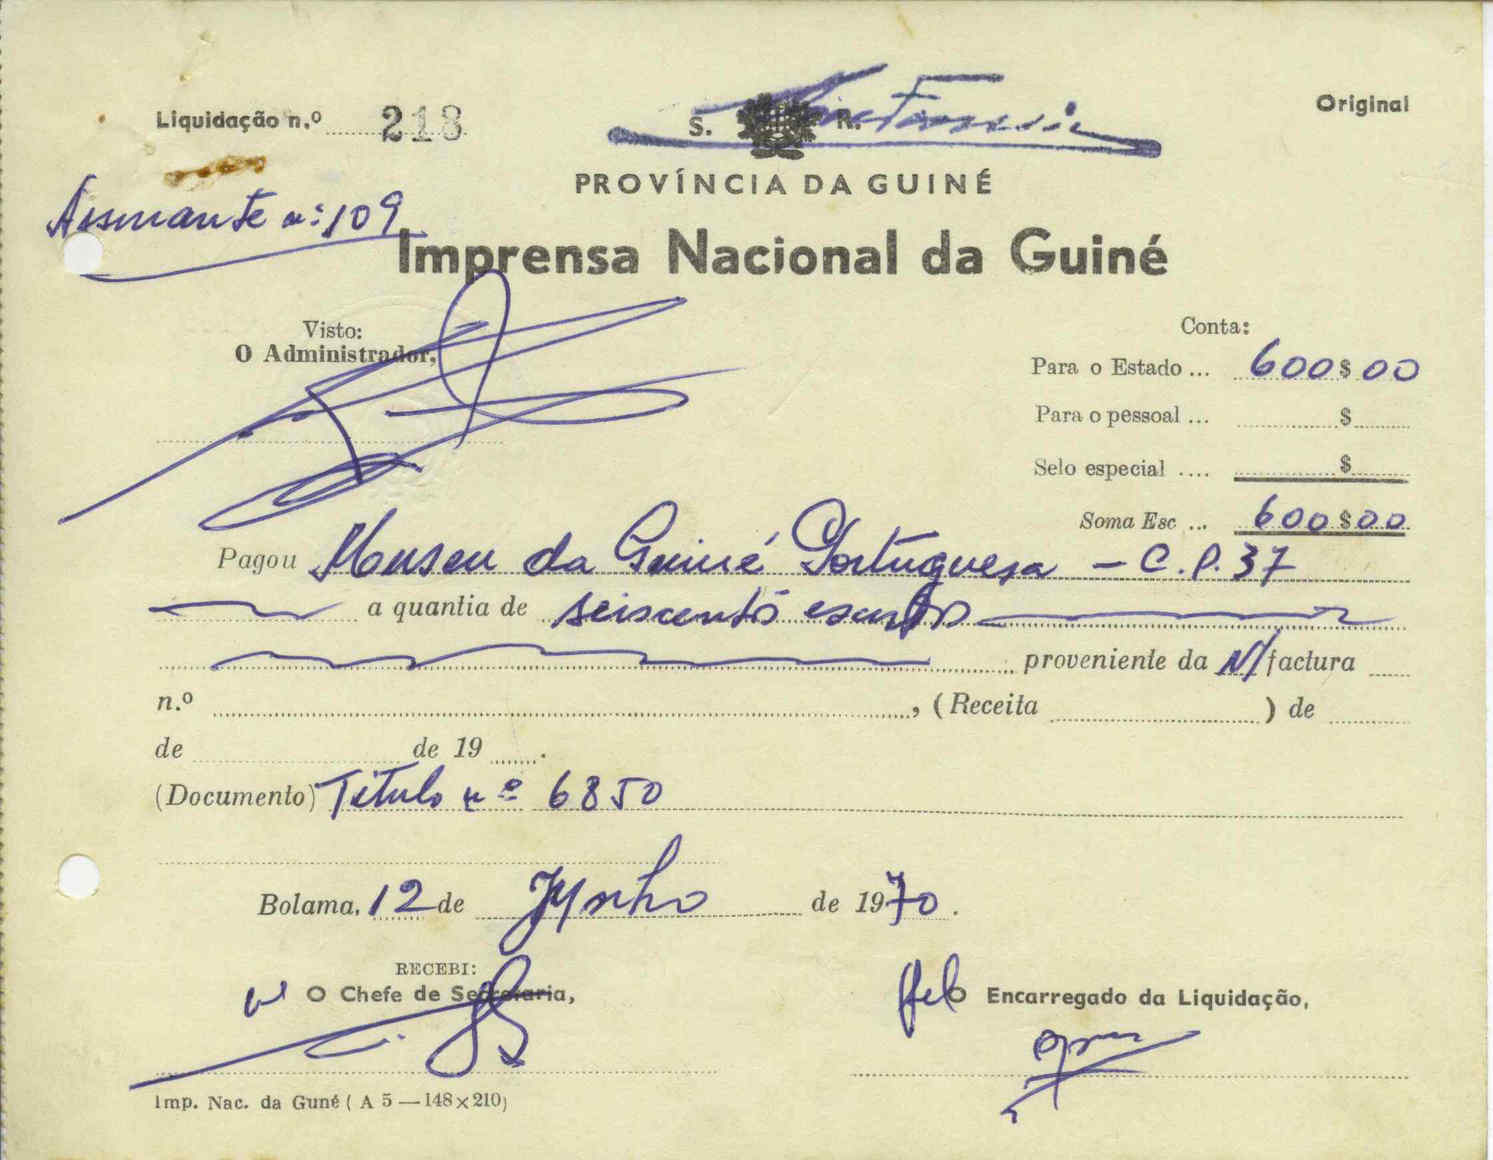 Liquidação n.º 218
S. R.
Original
PROVÍNCIA DA GUINÉ
Assinante nº: 109
Imprensa Nacional da Guiné
Visto:
O Administrador,
Conta:
Para o Estado ... 600$00
Para o pessoal ... $
Selo especial .... $
Soma Esc ... 600$00
Pagou Museu da Guiné Portuguesa – C.P. 37
a quantia de seiscentos escudos
proveniente da N/factura
n.º , (Receita ) de
de de 19 .
(Documento) Título nº 6850
Bolama, 12 de Junho de 1970.
RECEBI:
O Chefe de Secretaria,
Pelo Encarregado da Liquidação,
Imp. Nac. da Guné ( A 5 — 148 × 210)